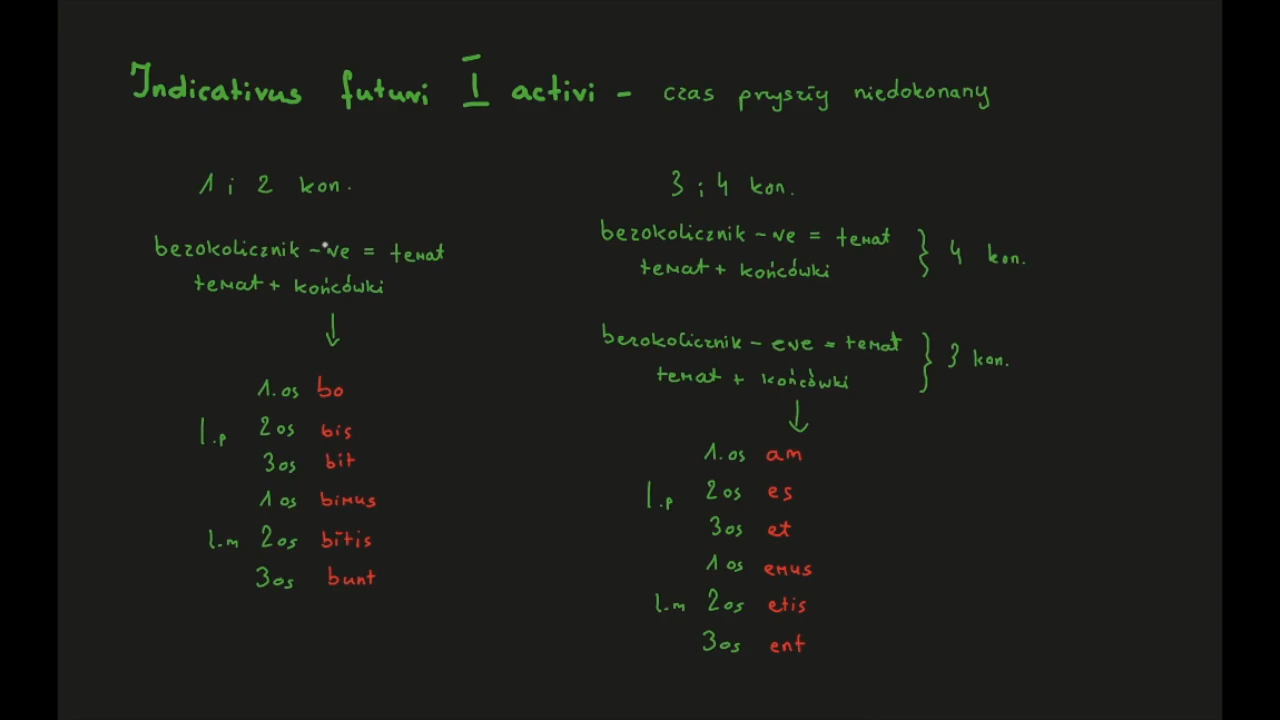 Indicativus futuri I activi - czas przyszły niedokonany
1 i 2 kon.
bezokolicznik -re = temat
temat + końcówki
1.os bo
l.p 2os bis
3os bit
1os bimus
l.m 2os bitis
3os bunt
3 i 4 kon.
bezokolicznik -re = temat
temat + końcówki } 4 kon.
bezokolicznik - ere = temat
temat + końcówki } 3 kon.
1.os am
l.p 2os es
3os et
1os emus
l.m 2os etis
3os ent